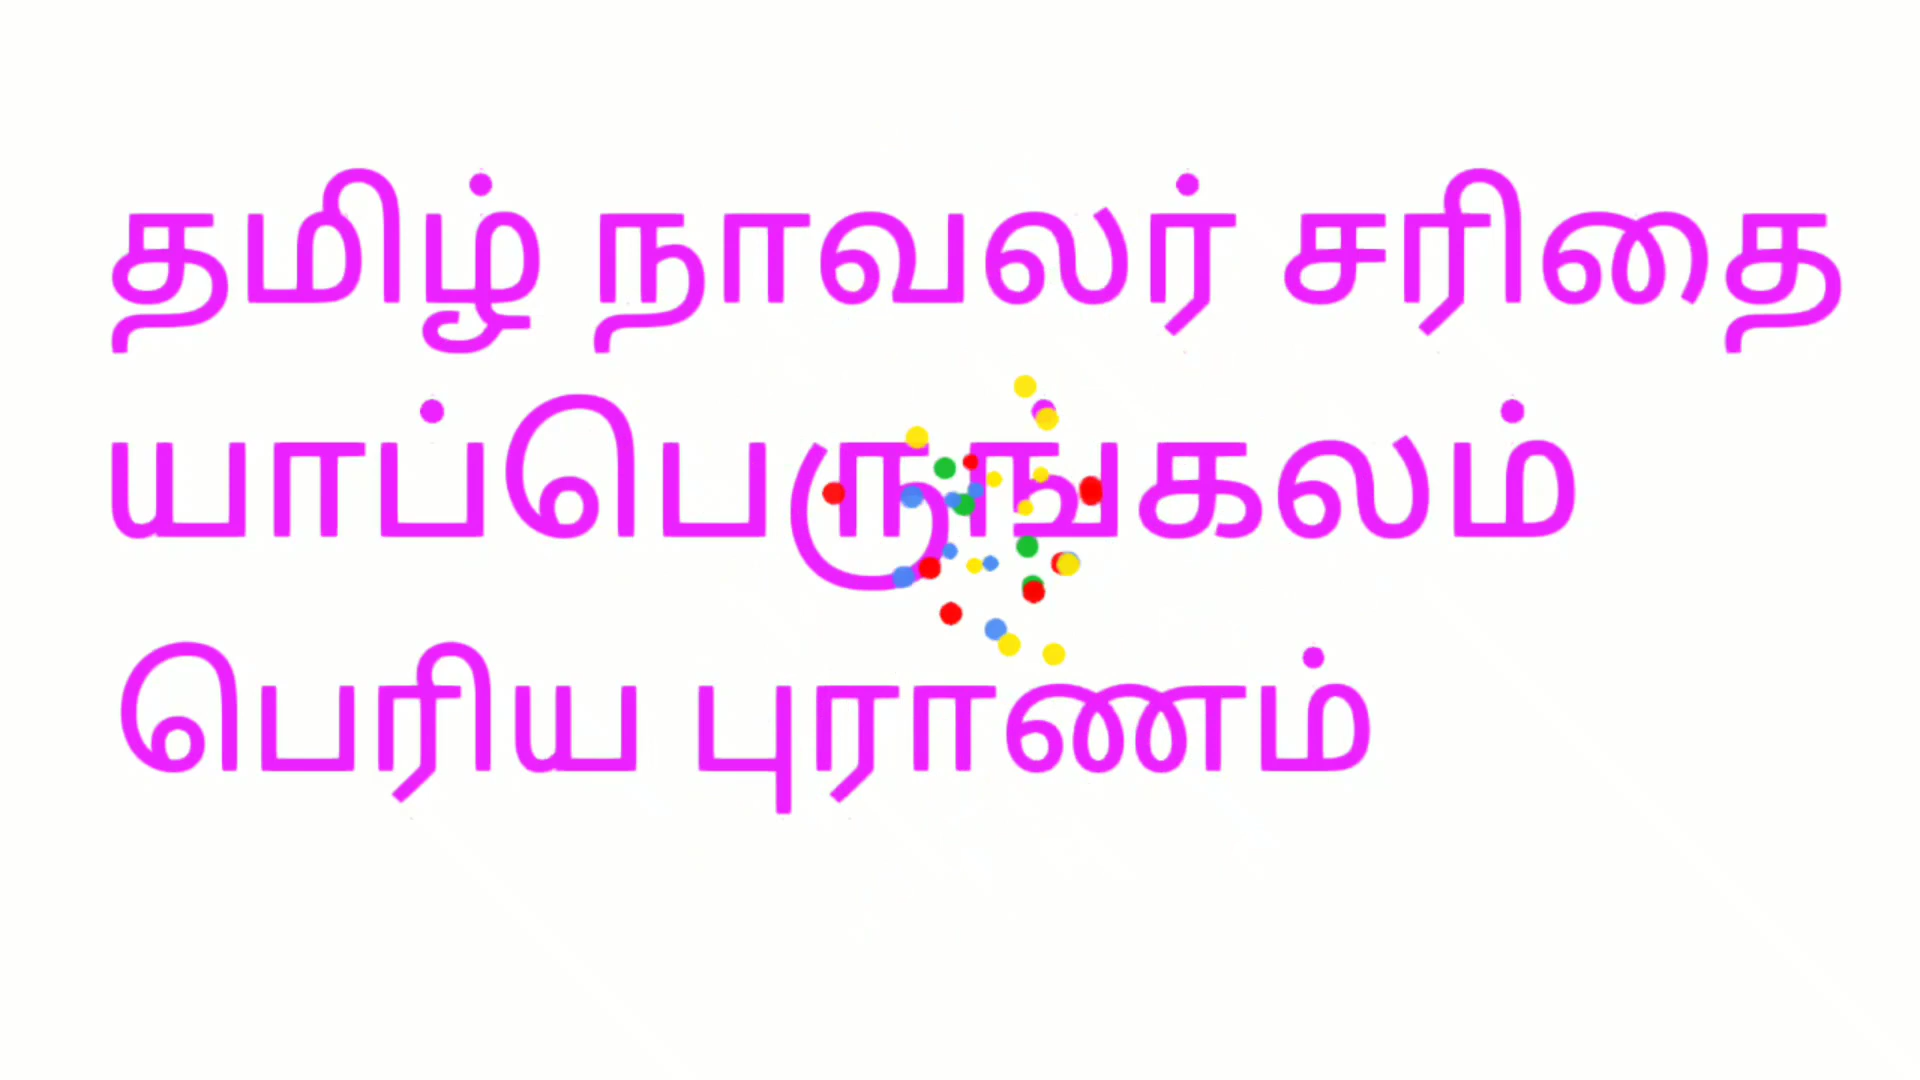 தமிழ் நாவலர் சரிதை
யாப்பெருங்கலம்
பெரிய புராணம்